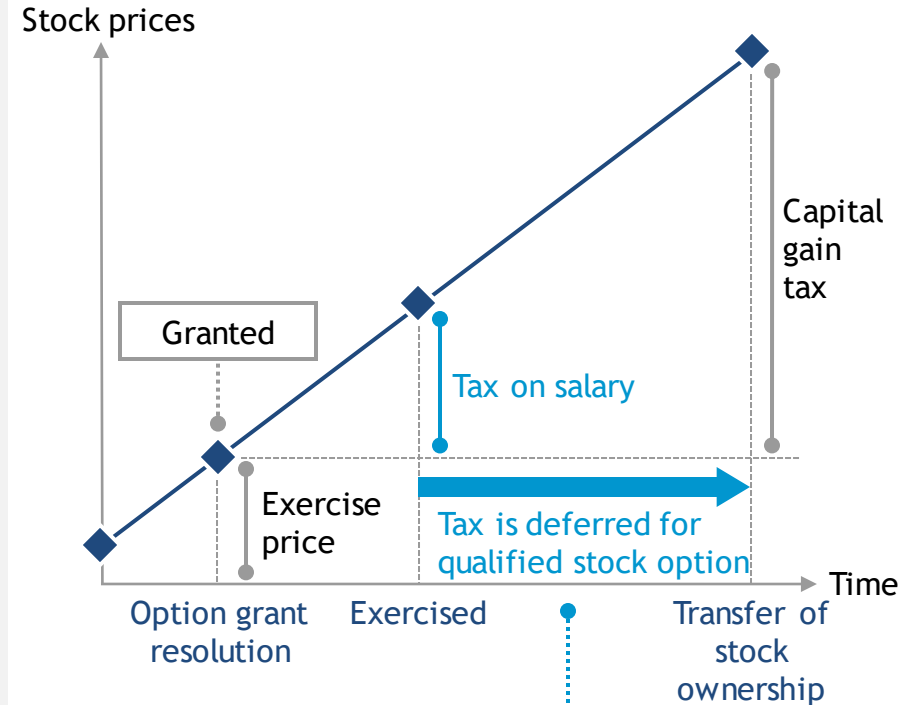 Stock prices
Capital
gain
tax
Granted
Tax on salary
Exercise
price
Tax is deferred for
qualified stock option
Time
Option grant
resolution
Exercised
Transfer of
stock
ownership